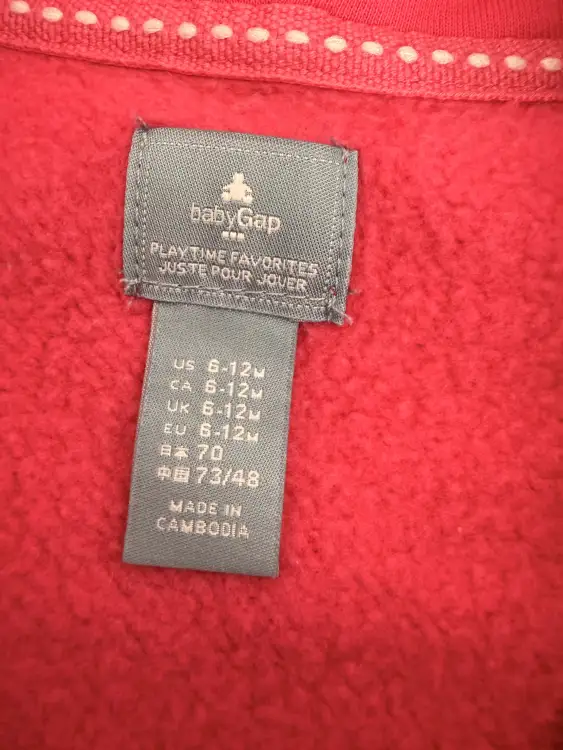 babyGap
PLAYTIME FAVORITES
JUSTE POUR JOUER
US 6-12M
CA 6-12M
UK 6-12M
EU 6-12M
日本 70
中国 73/48
MADE IN
CAMBODIA